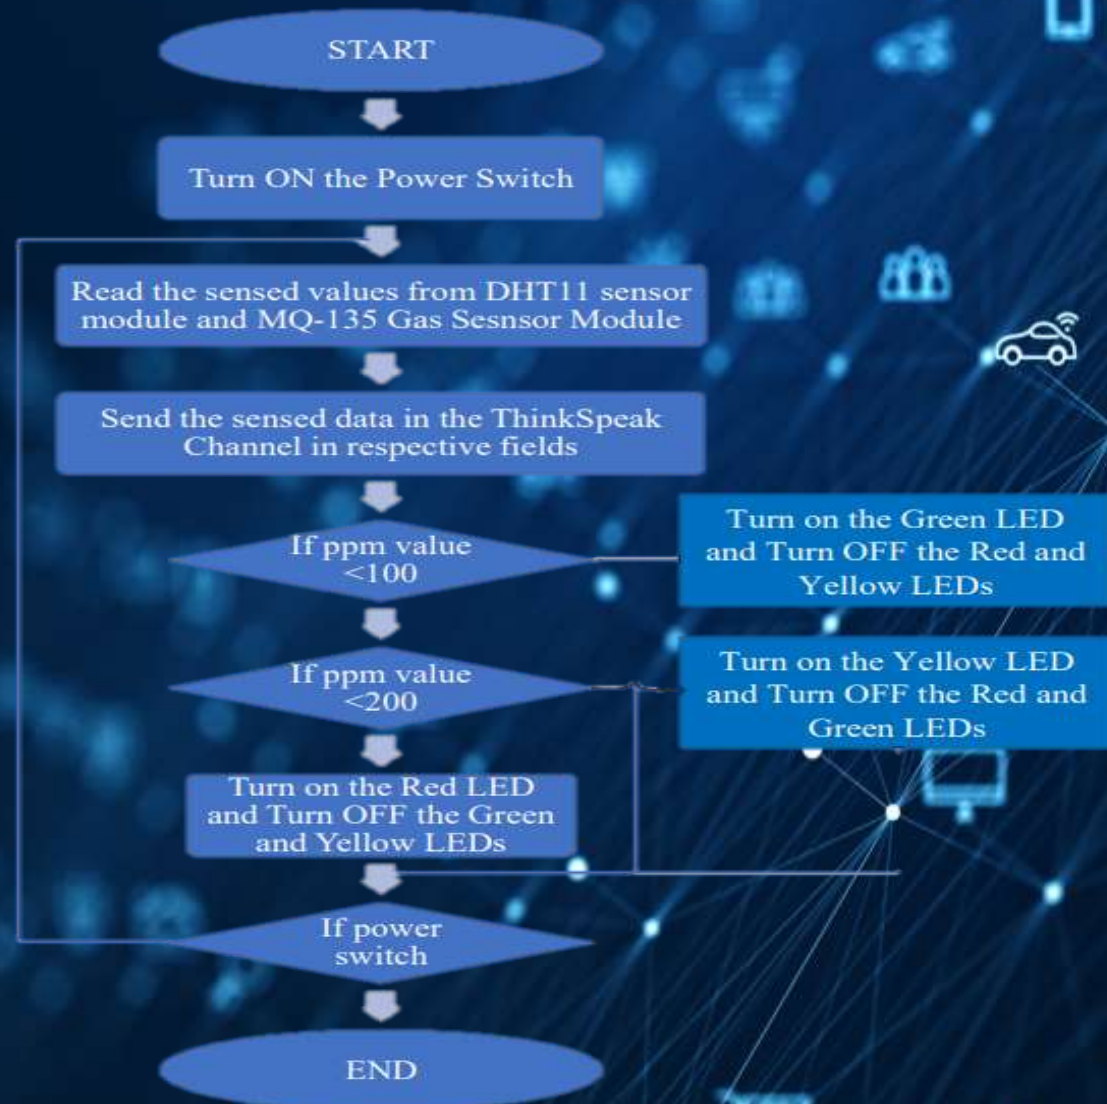 START
Turn ON the Power Switch
Read the sensed values from DHT11 sensor
module and MQ-135 Gas Sesnsor Module
Send the sensed data in the ThinkSpeak
Channel in respective fields
If ppm value
<100
Turn on the Green LED
and Turn OFF the Red and
Yellow LEDs
If ppm value
<200
Turn on the Yellow LED
and Turn OFF the Red and
Green LEDs
Turn on the Red LED
and Turn OFF the Green
and Yellow LEDs
If power
switch
END